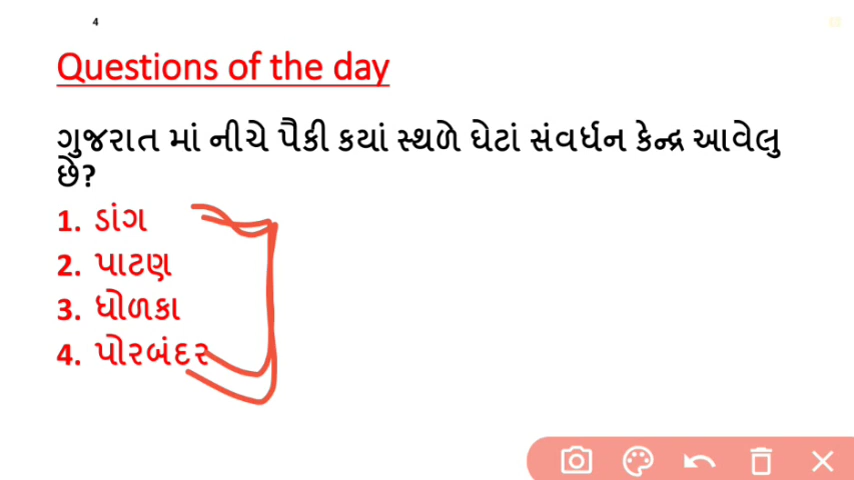 4
Questions of the day
ગુજરાત માં નીચે પૈકી કયાં સ્થળે ઘેટાં સંવર્ધન કેન્દ્ર આવેલુ
છે?
1. ડાંગ
2. પાટણ
3. ધોળકા
4. પોરબંદર